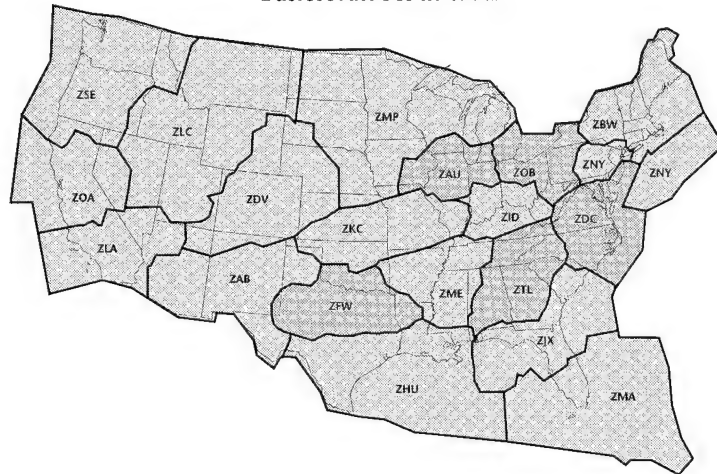 ZSE
ZLC
ZMP
ZBW
ZNY
ZNY
ZAU
ZOB
ZOA
ZDV
ZID
ZDC
ZKC
ZLA
ZAB
ZME
ZTL
ZFW
ZJX
ZHU
ZMA